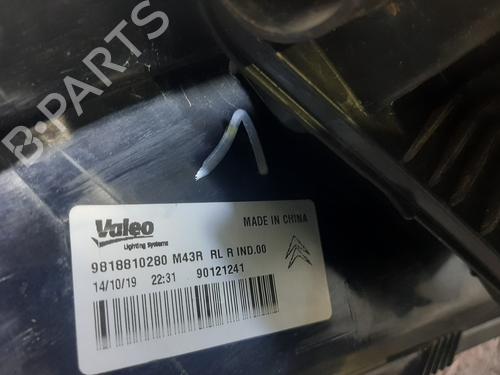 B-PARTS
Valeo
Lighting Systems
MADE IN CHINA
9818810280 M43R RL R IND.00
14/10/19 22:31 90121241